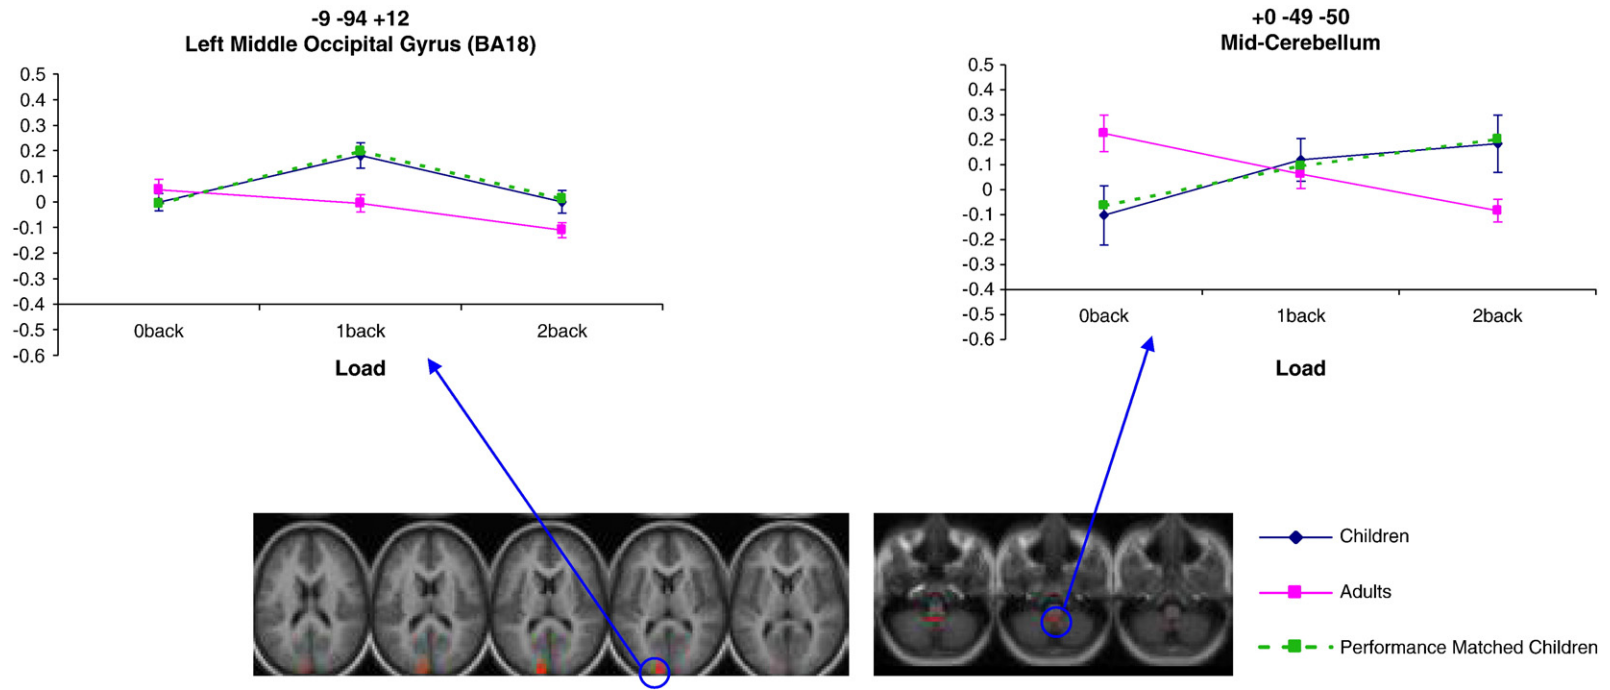 -9 -94 +12
Left Middle Occipital Gyrus (BA18)
0.5
0.4
0.3
0.2
0.1
0
-0.1
-0.2
-0.3
-0.4
-0.5
-0.6
0back 1back 2back
Load
+0 -49 -50
Mid-Cerebellum
0.5
0.4
0.3
0.2
0.1
0
-0.1
-0.2
-0.3
-0.4
-0.5
-0.6
0back 1back 2back
Load
Children
Adults
Performance Matched Children